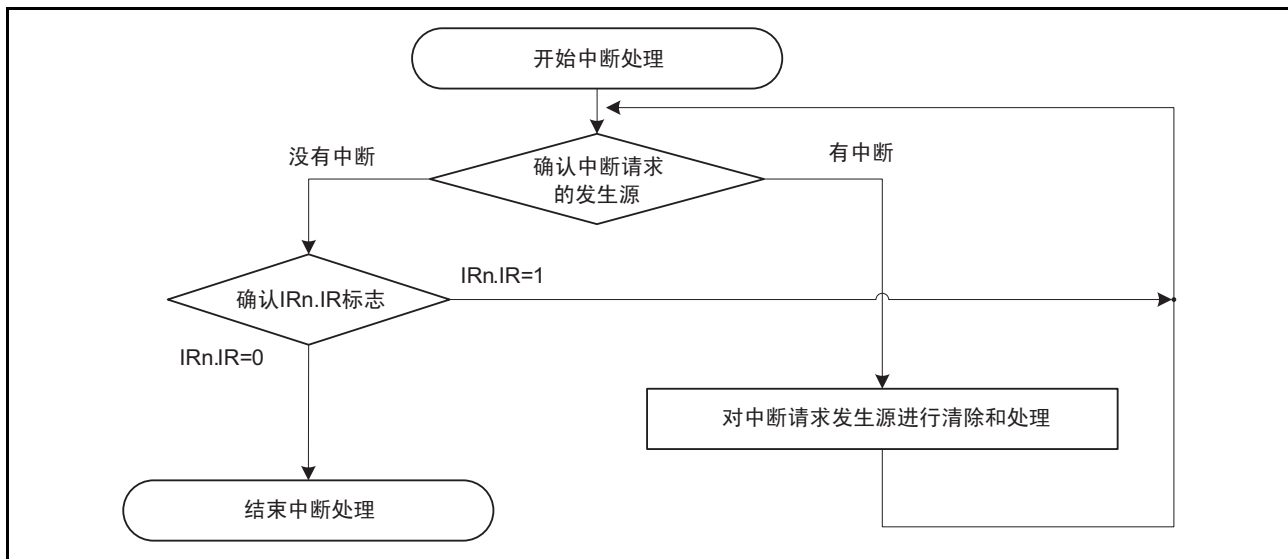 开始中断处理
没有中断
有中断
确认中断请求
的发生源
IRn.IR=1
确认IRn.IR标志
IRn.IR=0
对中断请求发生源进行清除和处理
结束中断处理